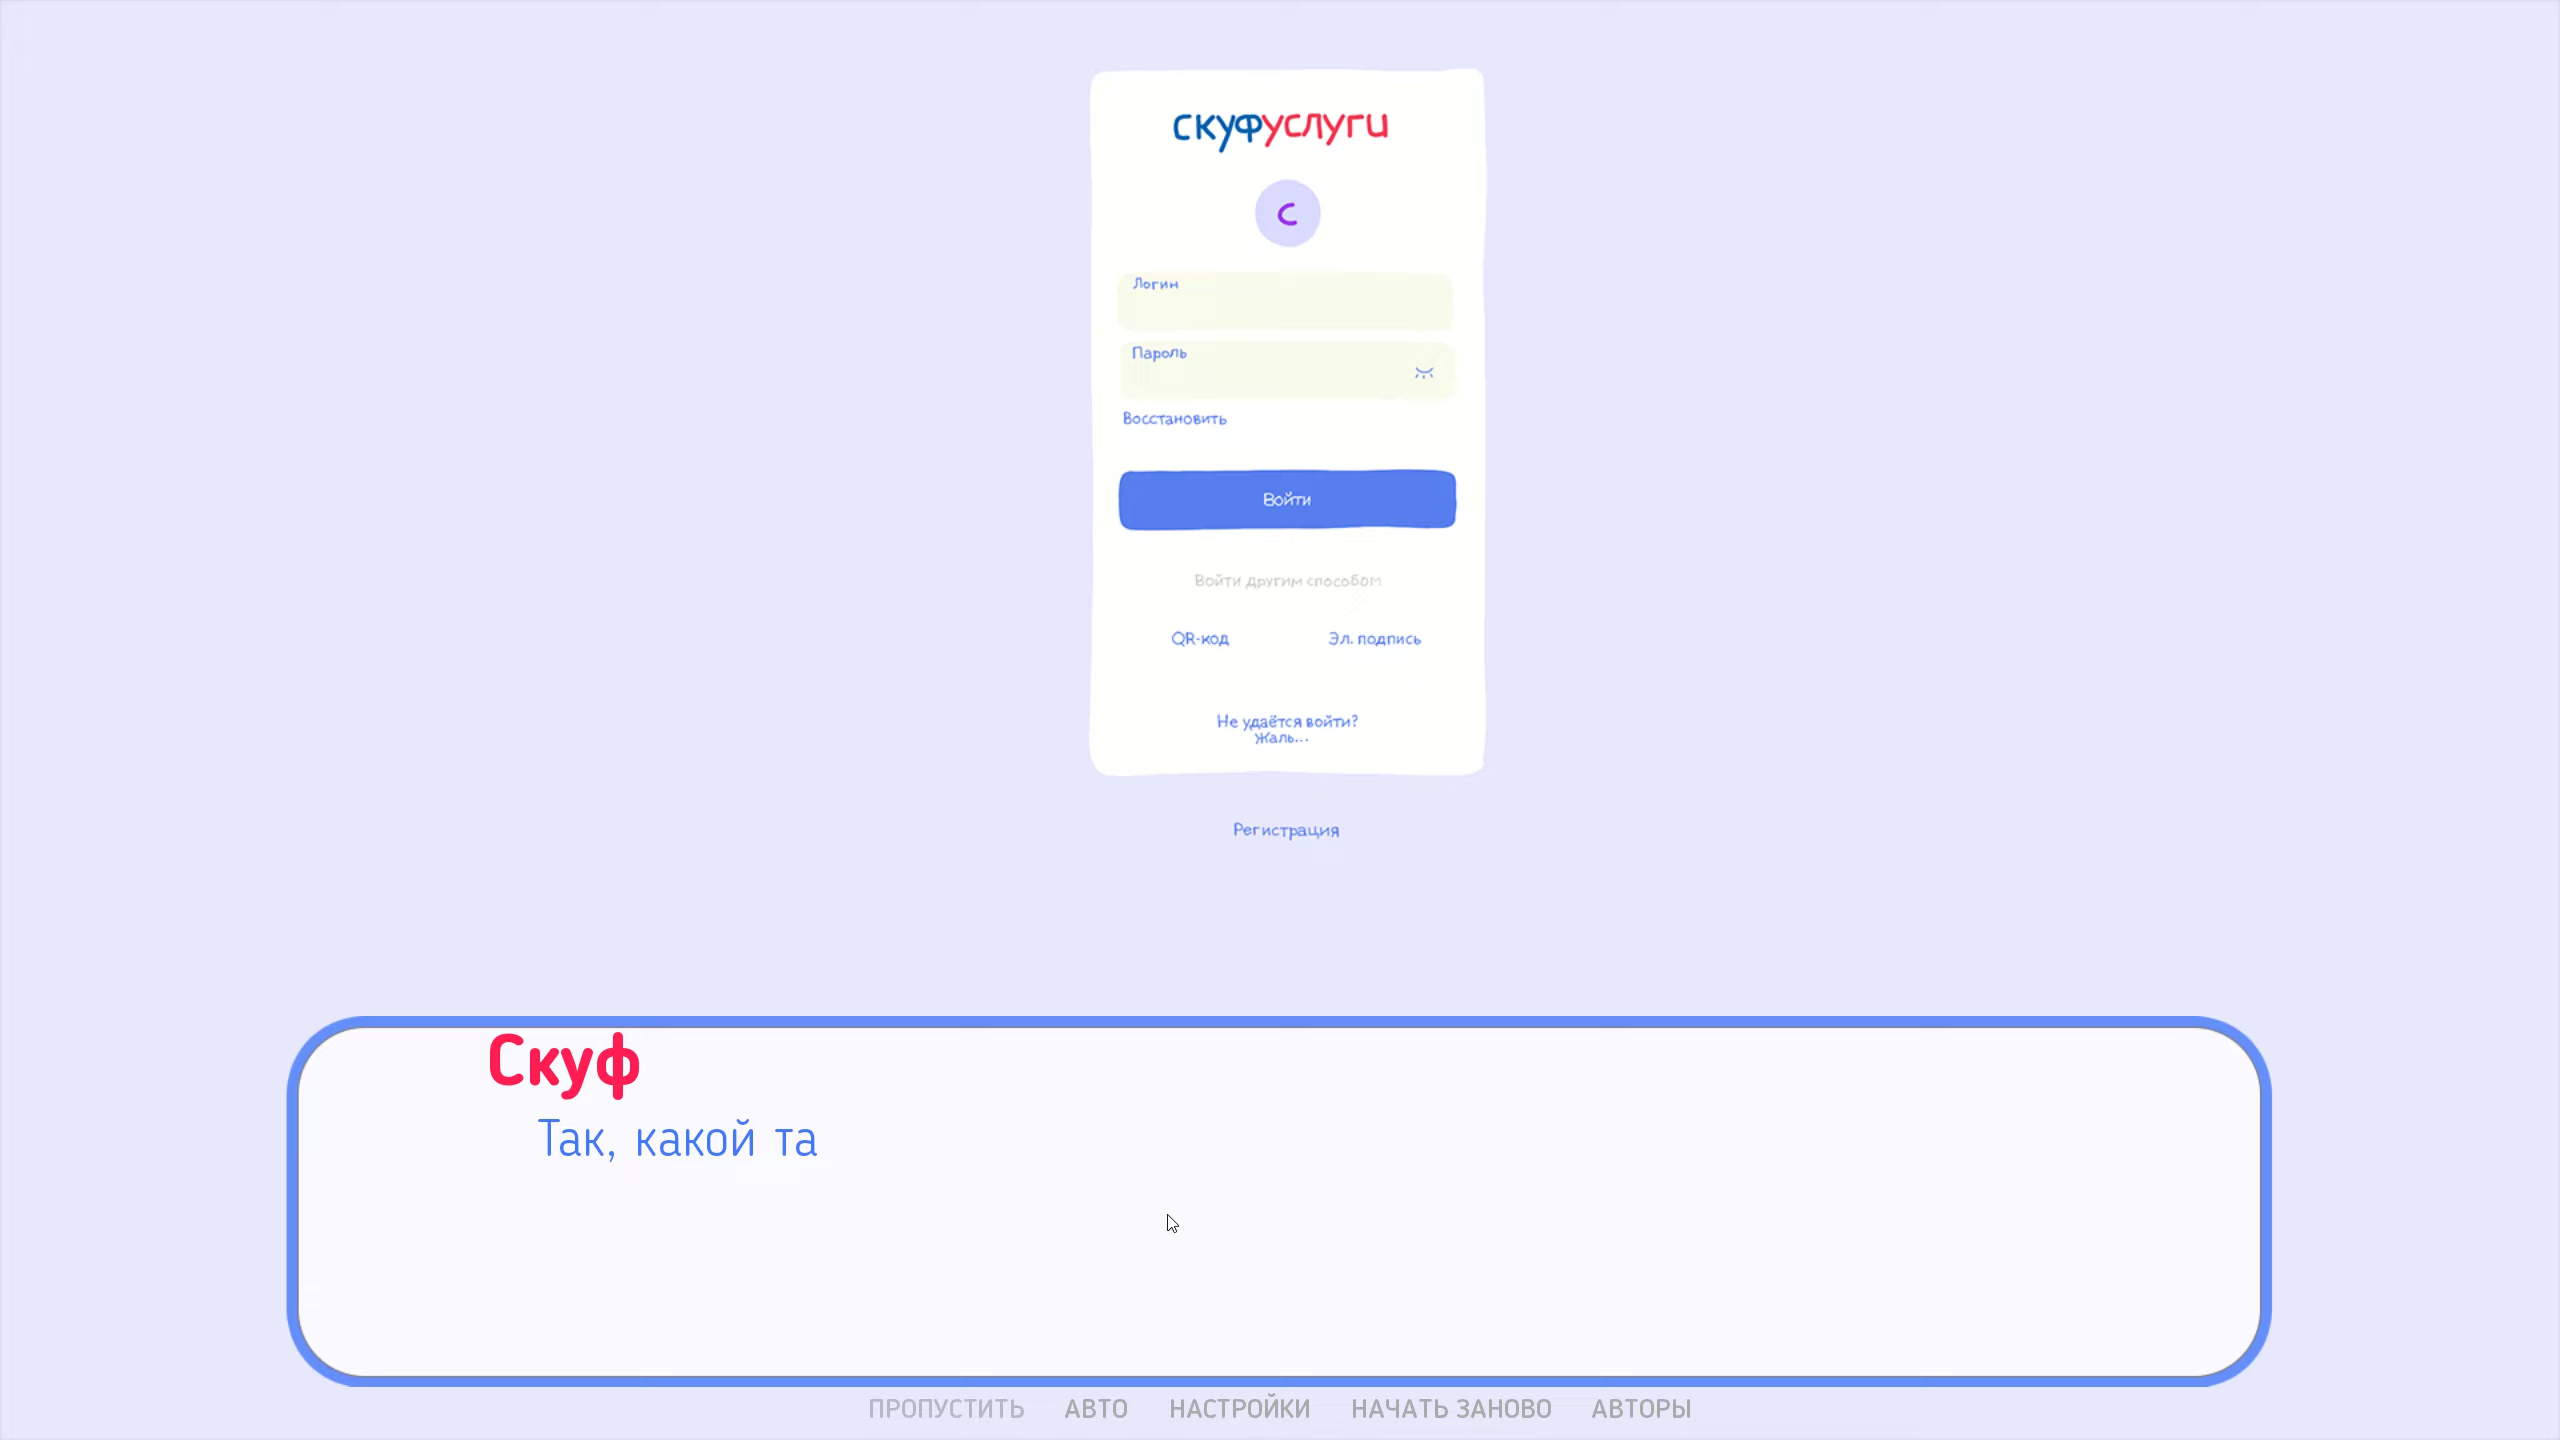 скуфуслуги
С
Логин
Пароль
Восстановить
Войти
Войти другим способом
QR-код Эл. подпись
Не удаётся войти?
Жаль...
Регистрация
Скуф
Так, какой та
ПРОПУСТИТЬ АВТО НАСТРОЙКИ НАЧАТЬ ЗАНОВО АВТОРЫ